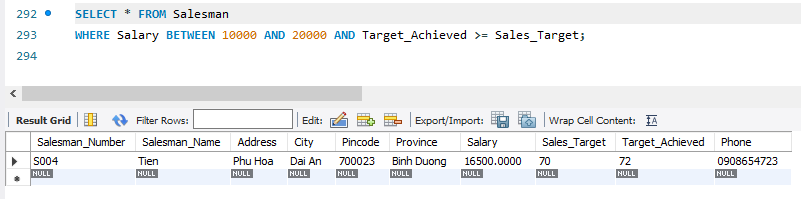 292 SELECT * FROM Salesman
293 WHERE Salary BETWEEN 10000 AND 20000 AND Target_Achieved >= Sales_Target;
294
Result Grid Filter Rows: Edit: Export/Import: Wrap Cell Content: IA
Salesman_Number Salesman_Name Address City Pincode Province Salary Sales_Target Target_Achieved Phone
S004 Tien Phu Hoa Dai An 700023 Binh Duong 16500.0000 70 72 0908654723
NULL NULL NULL NULL NULL NULL NULL NULL NULL NULL